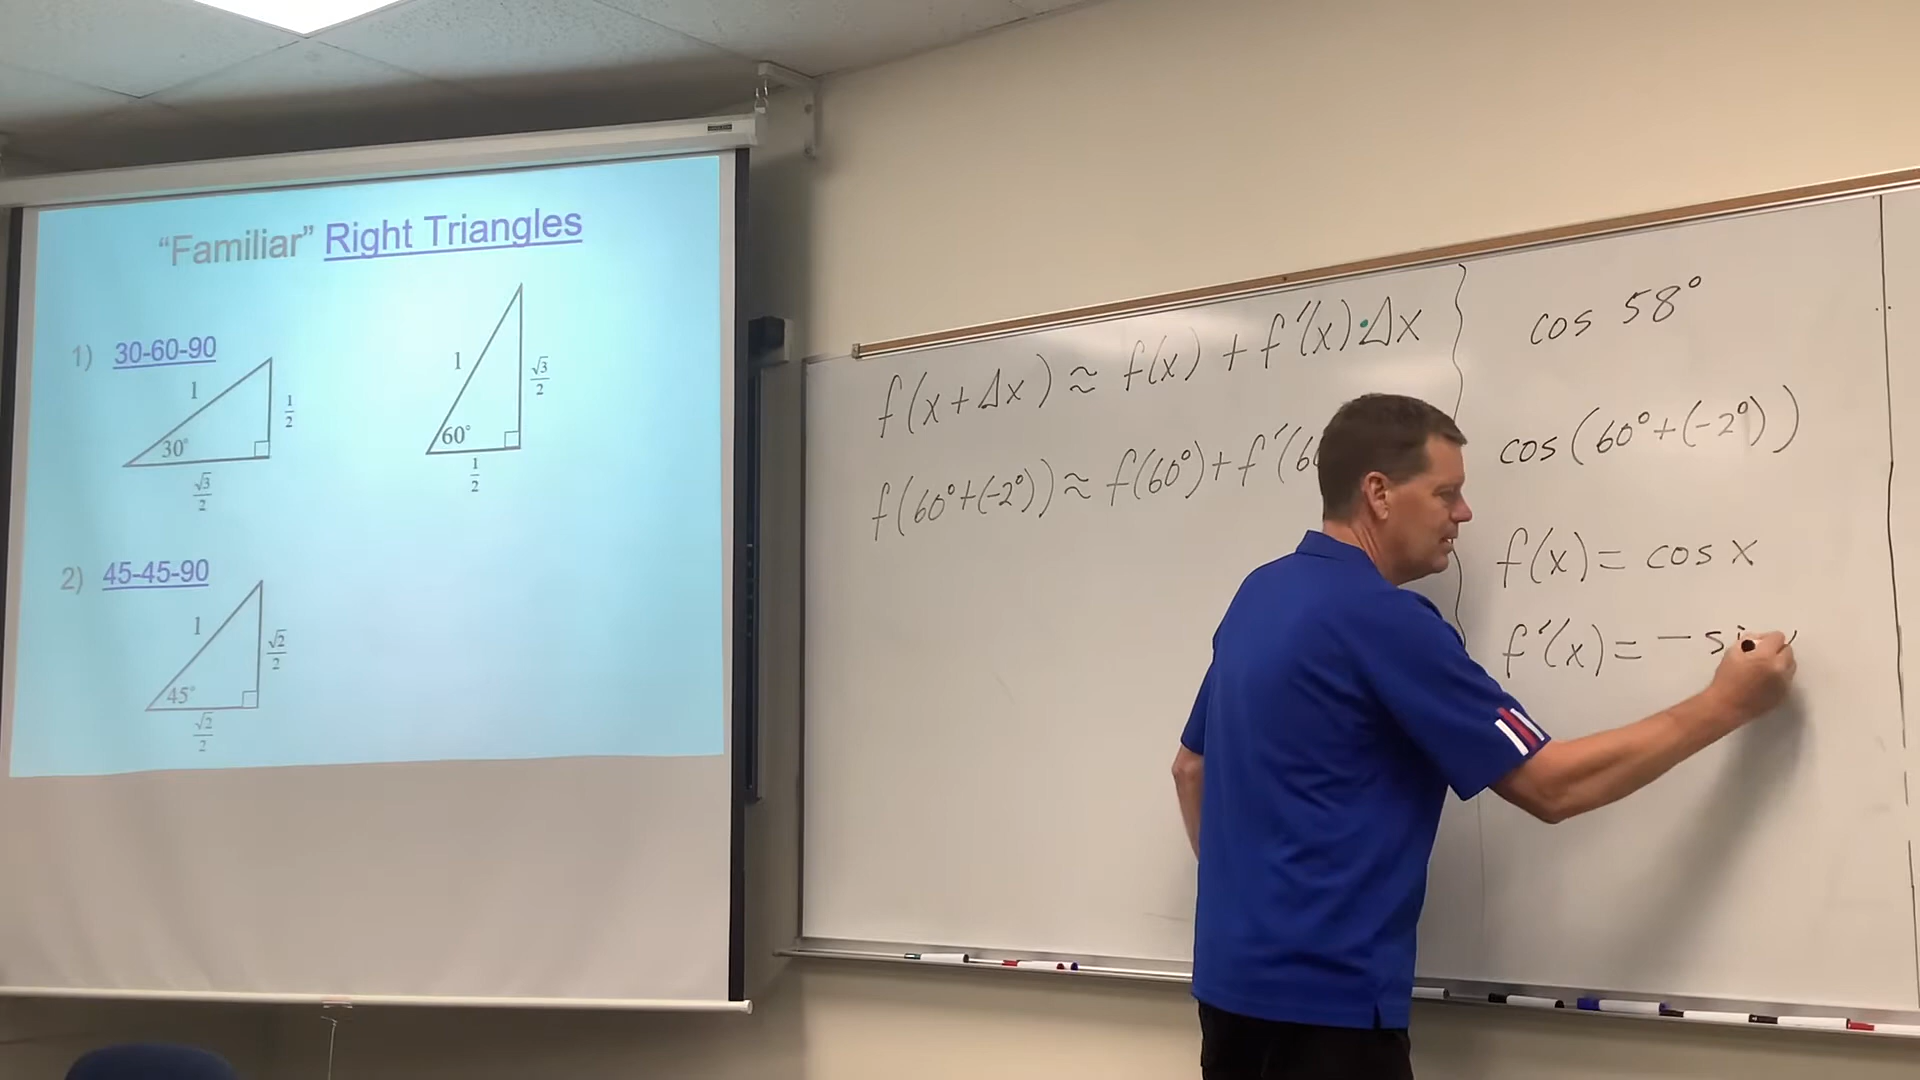 “Familiar” Right Triangles
1) 30-60-90
1
1/2
30°
√3/2
1
√3/2
60°
1/2
2) 45-45-90
1
√2/2
45°
√2/2
f(x+Δx) ≈ f(x) + f'(x)·Δx
f(60°+(-2°)) ≈ f(60°)+f'(6
cos 58°
cos(60°+(-2°))
f(x) = cos x
f'(x) = -